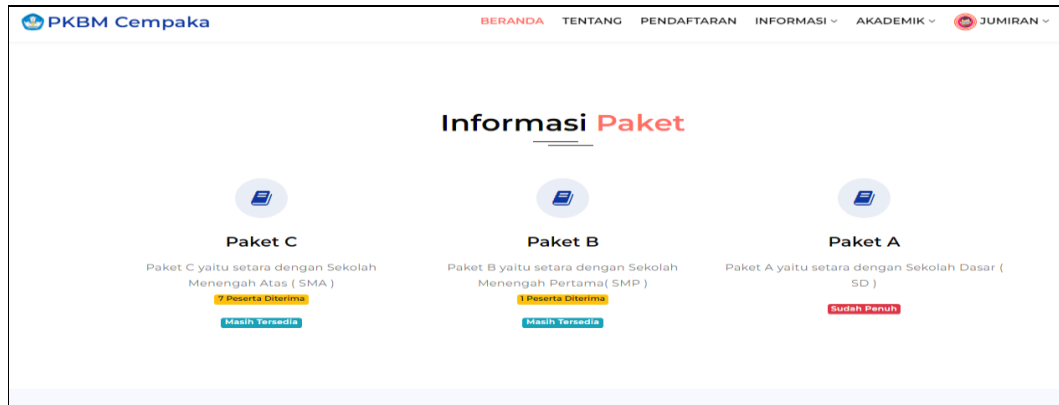 PKBM Cempaka
BERANDA TENTANG PENDAFTARAN INFORMASI AKADEMIK JUMIRAN
Informasi Paket
Paket C
Paket C yaitu setara dengan Sekolah
Menengah Atas ( SMA )
7 Peserta Diterima
Masih Tersedia
Paket B
Paket B yaitu setara dengan Sekolah
Menengah Pertama( SMP )
1 Peserta Diterima
Masih Tersedia
Paket A
Paket A yaitu setara dengan Sekolah Dasar (
SD )
Sudah Penuh